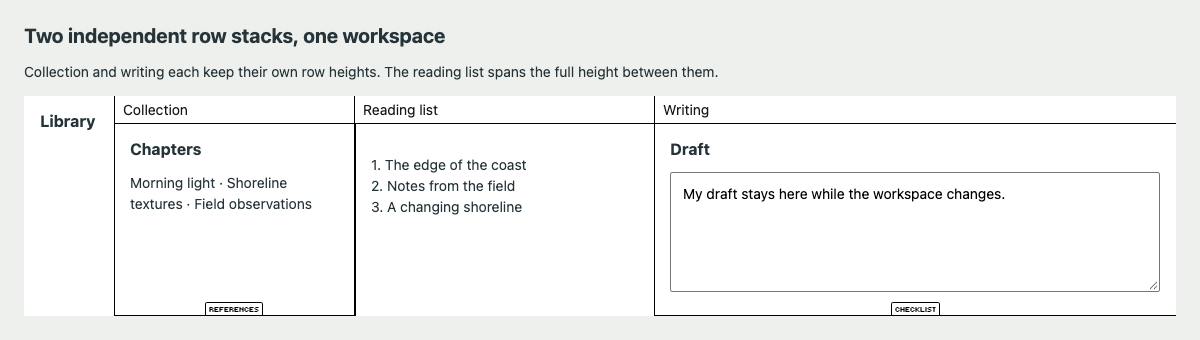 Two independent row stacks, one workspace
Collection and writing each keep their own row heights. The reading list spans the full height between them.
Library
Collection
Reading list
Writing
Chapters
Morning light · Shoreline
textures · Field observations
1. The edge of the coast
2. Notes from the field
3. A changing shoreline
Draft
My draft stays here while the workspace changes.
REFERENCES
CHECKLIST